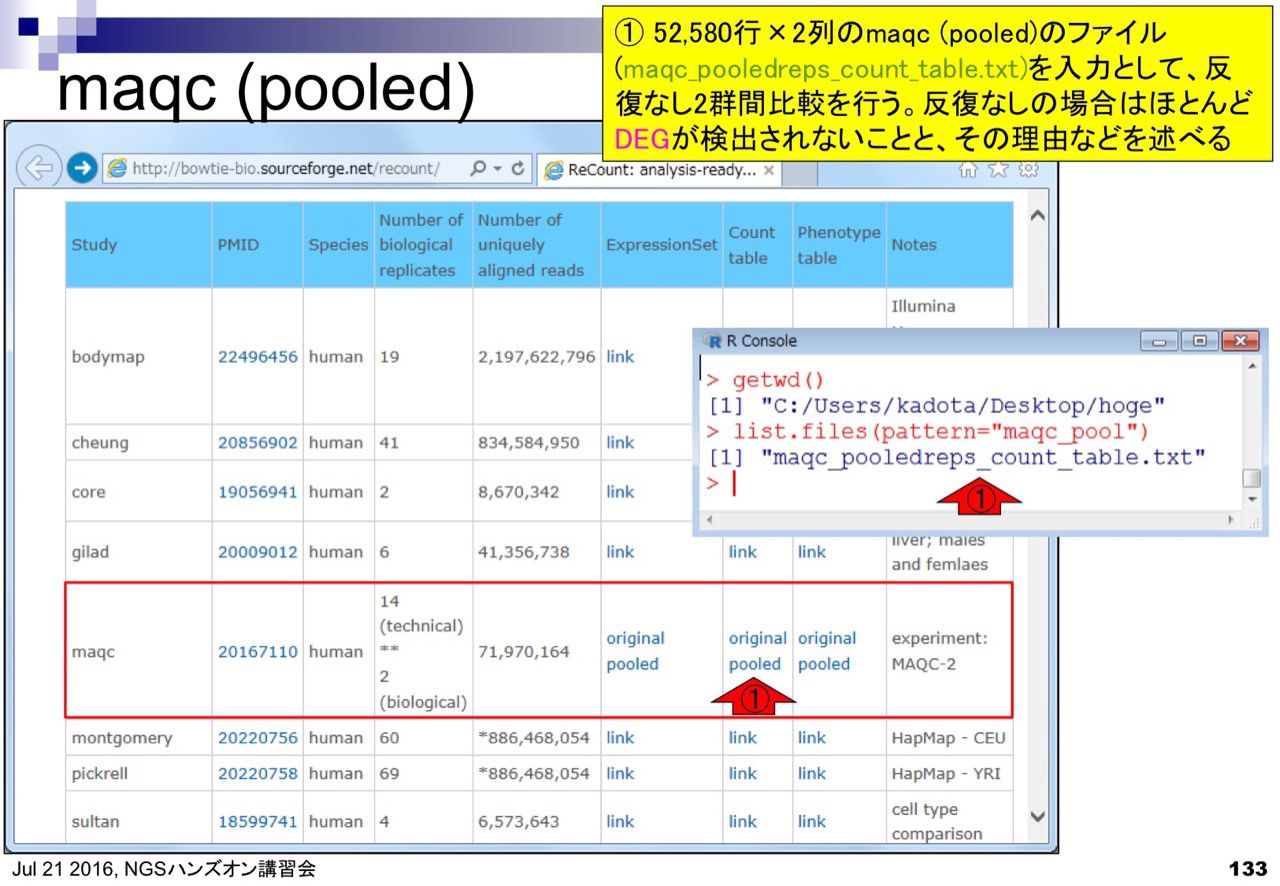 maqc (pooled)
① 52,580行×2列のmaqc (pooled)のファイル
(maqc_pooledreps_count_table.txt)を入力として、反
復なし2群間比較を行う。反復なしの場合はほとんど
DEGが検出されないことと、その理由などを述べる
http://bowtie-bio.sourceforge.net/recount/
ReCount: analysis-ready...
Study PMID Species Number of biological replicates Number of uniquely aligned reads ExpressionSet Count table Phenotype table Notes
Illumina
bodymap 22496456 human 19 2,197,622,796 link
cheung 20856902 human 41 834,584,950 link
core 19056941 human 2 8,670,342 link
gilad 20009012 human 6 41,356,738 link link link liver; males
and femlaes
R Console
> getwd()
[1] "C:/Users/kadota/Desktop/hoge"
> list.files(pattern="maqc_pool")
[1] "maqc_pooledreps_count_table.txt"
>
①
14
(technical)
**
2
(biological)
maqc 20167110 human 71,970,164
original original original experiment:
pooled pooled pooled MAQC-2
①
montgomery 20220756 human 60 *886,468,054 link link link HapMap - CEU
pickrell 20220758 human 69 *886,468,054 link link link HapMap - YRI
sultan 18599741 human 4 6,573,643 link link link cell type
comparison
Jul 21 2016, NGSハンズオン講習会
133